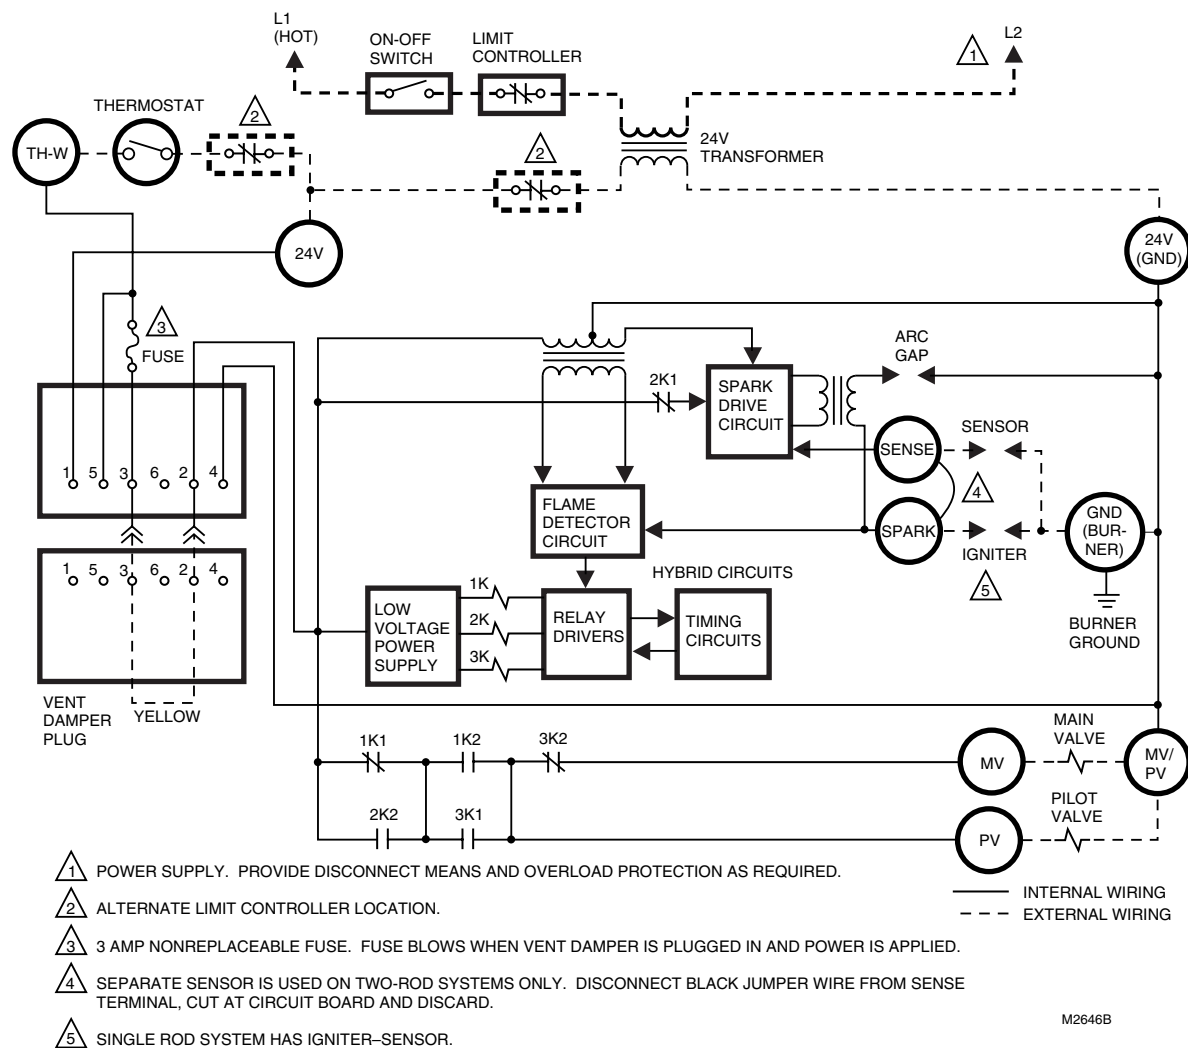 L1
(HOT)
ON-OFF
SWITCH
LIMIT
CONTROLLER
1
L2
THERMOSTAT
2
TH-W
2
24V
TRANSFORMER
24V
24V
(GND)
3
FUSE
ARC
GAP
2K1
SPARK
DRIVE
CIRCUIT
SENSE
SENSOR
1 5 3 6 2 4
4
FLAME
DETECTOR
CIRCUIT
SPARK
GND
(BUR-
NER)
IGNITER
5
1 5 3 6 2 4
HYBRID CIRCUITS
1K
2K
3K
LOW
VOLTAGE
POWER
SUPPLY
RELAY
DRIVERS
TIMING
CIRCUITS
BURNER
GROUND
VENT
DAMPER
PLUG
YELLOW
1K1
1K2
3K2
MV
MAIN
VALVE
MV/
PV
2K2
3K1
PV
PILOT
VALVE
1 POWER SUPPLY. PROVIDE DISCONNECT MEANS AND OVERLOAD PROTECTION AS REQUIRED.
2 ALTERNATE LIMIT CONTROLLER LOCATION.
3 3 AMP NONREPLACEABLE FUSE. FUSE BLOWS WHEN VENT DAMPER IS PLUGGED IN AND POWER IS APPLIED.
4 SEPARATE SENSOR IS USED ON TWO-ROD SYSTEMS ONLY. DISCONNECT BLACK JUMPER WIRE FROM SENSE
TERMINAL, CUT AT CIRCUIT BOARD AND DISCARD.
5 SINGLE ROD SYSTEM HAS IGNITER–SENSOR.
INTERNAL WIRING
EXTERNAL WIRING
M2646B